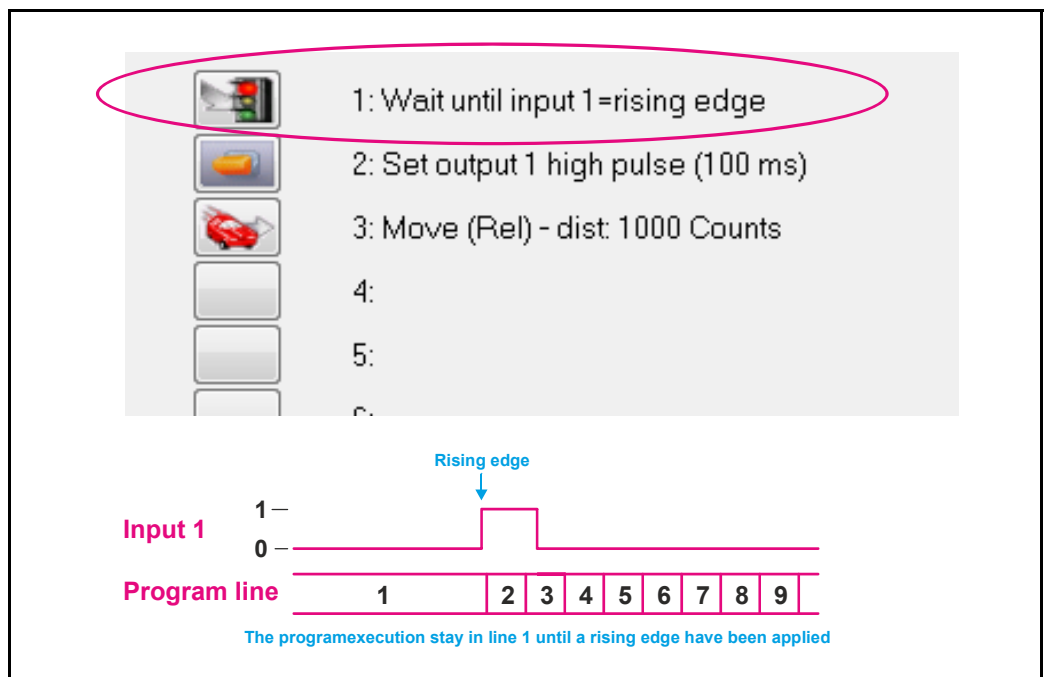 1: Wait until input 1=rising edge
2: Set output 1 high pulse (100 ms)
3: Move (Rel) - dist: 1000 Counts
4:
5:
Rising edge
1
Input 1
0
Program line 1 2 3 4 5 6 7 8 9
The programexecution stay in line 1 until a rising edge have been applied